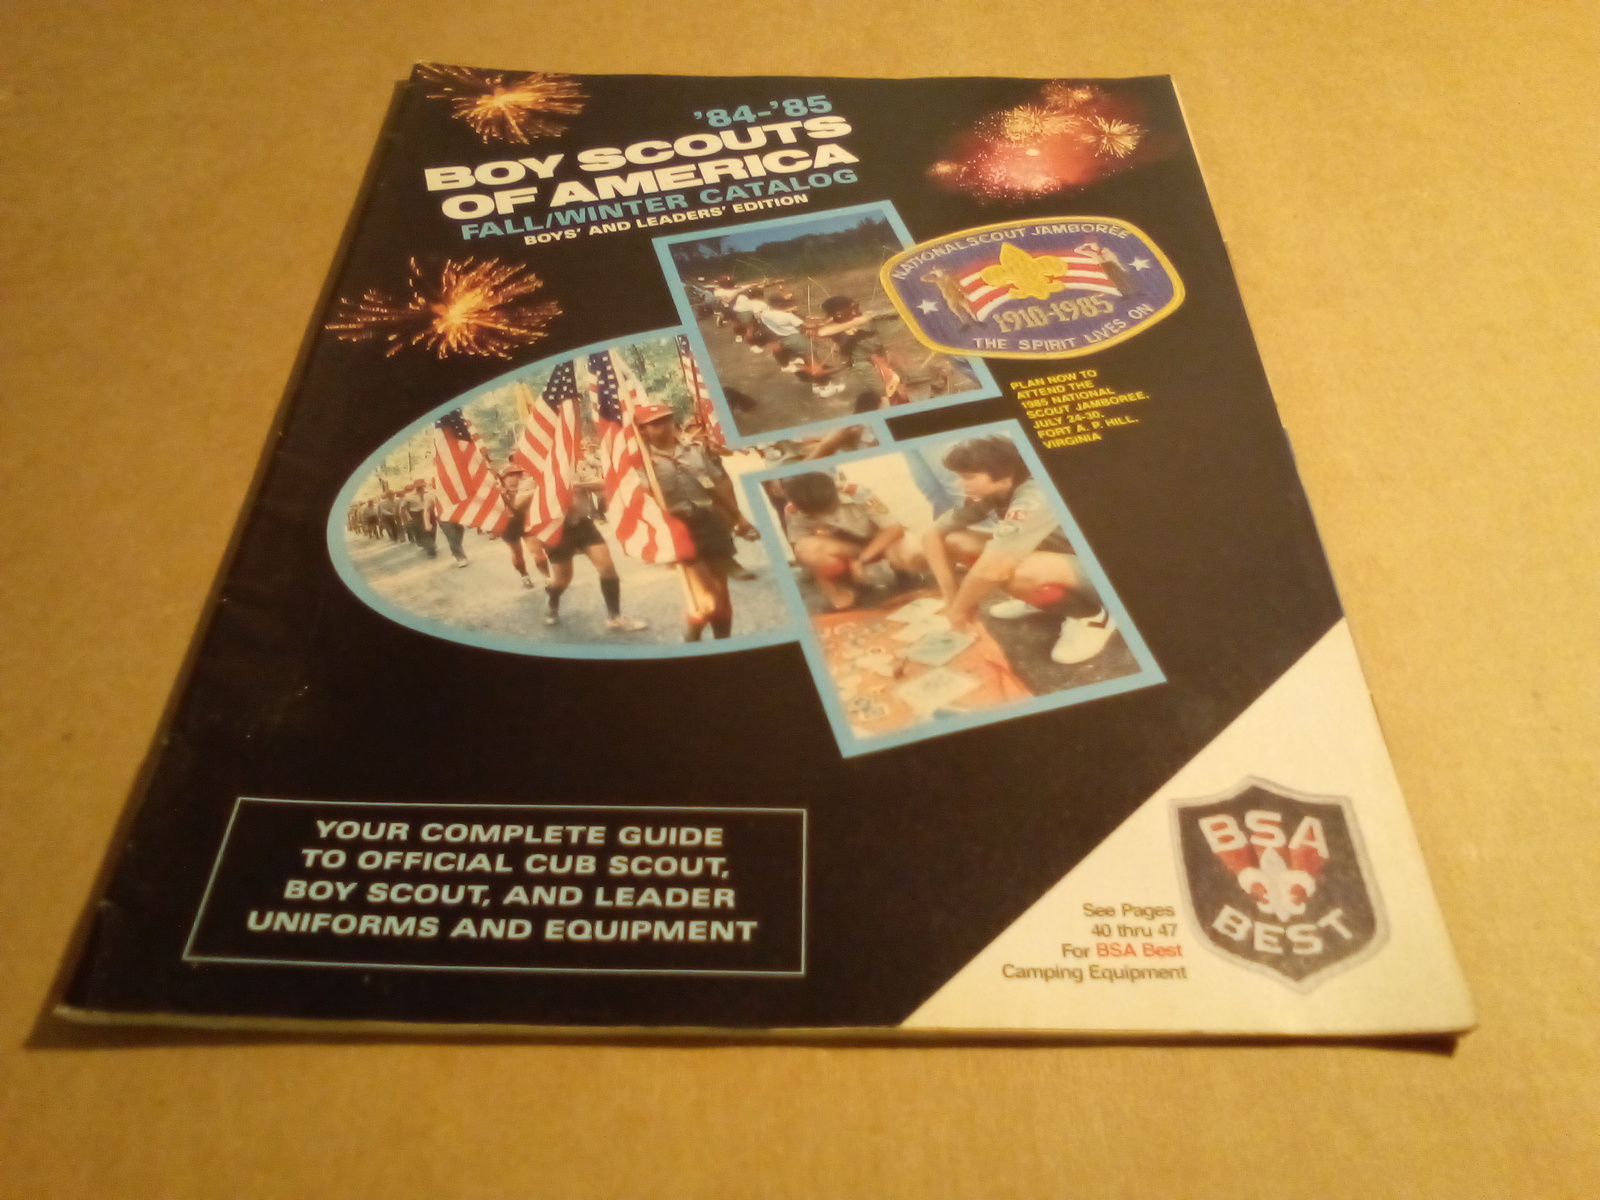 '84-'85
BOY SCOUTS
OF AMERICA
FALL/WINTER CATALOG
BOYS' AND LEADERS' EDITION
NATIONAL SCOUT JAMBOREE
1910-1985
THE SPIRIT LIVES ON
PLAN NOW TO
ATTEND THE
1985 NATIONAL
SCOUT JAMBOREE,
JULY 24-30,
FORT A. P. HILL,
VIRGINIA
YOUR COMPLETE GUIDE
TO OFFICIAL CUB SCOUT,
BOY SCOUT, AND LEADER
UNIFORMS AND EQUIPMENT
BSA
BEST
See Pages
40 thru 47
For BSA Best
Camping Equipment